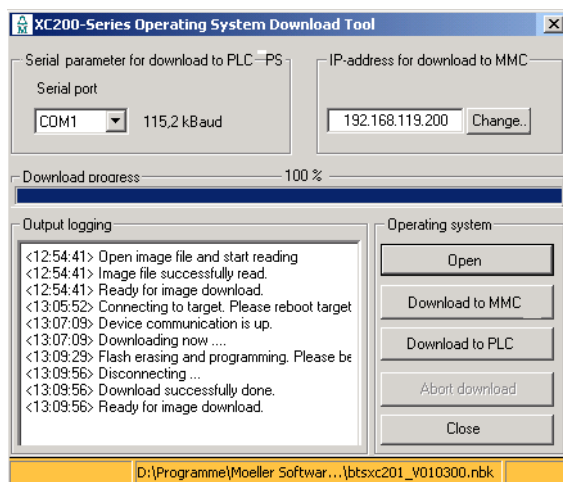 XC200-Series Operating System Download Tool
Serial parameter for download to PLC PS
Serial port
COM1
115,2 kBaud
IP-address for download to MMC
192.168.119.200
Change..
Download progress
100 %
Output logging
<12:54:41> Open image file and start reading
<12:54:41> Image file successfully read.
<12:54:41> Ready for image download.
<13:05:52> Connecting to target. Please reboot target
<13:07:09> Device communication is up.
<13:07:09> Downloading now ....
<13:09:29> Flash erasing and programming. Please be
<13:09:56> Disconnecting ...
<13:09:56> Download successfully done.
<13:09:56> Ready for image download.
Operating system
Open
Download to MMC
Download to PLC
Abort download
Close
D:\Programme\Moeller Softwar...\btsxc201_V010300.nbk